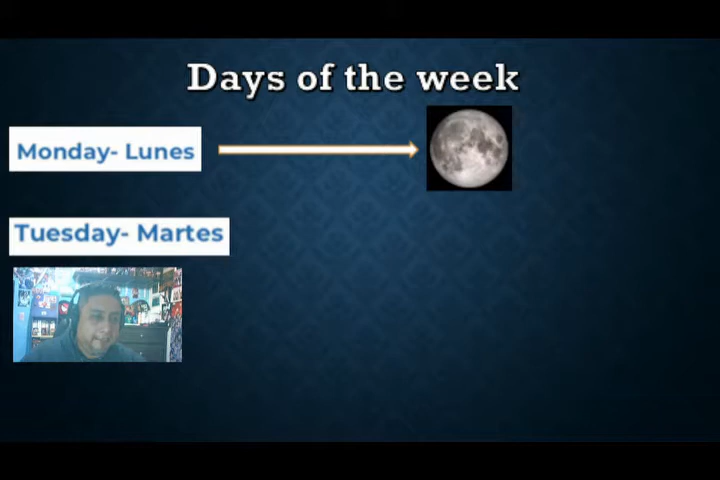 Days of the week
Monday- Lunes
Tuesday- Martes